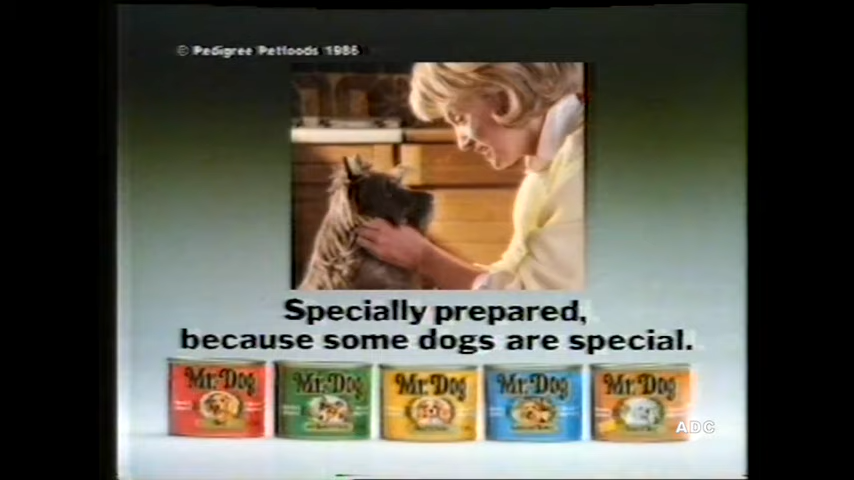 © Pedigree Petfoods 1986
Specially prepared,
because some dogs are special.
Mr. Dog
Mr. Dog
Mr. Dog
Mr. Dog
Mr. Dog
ADC